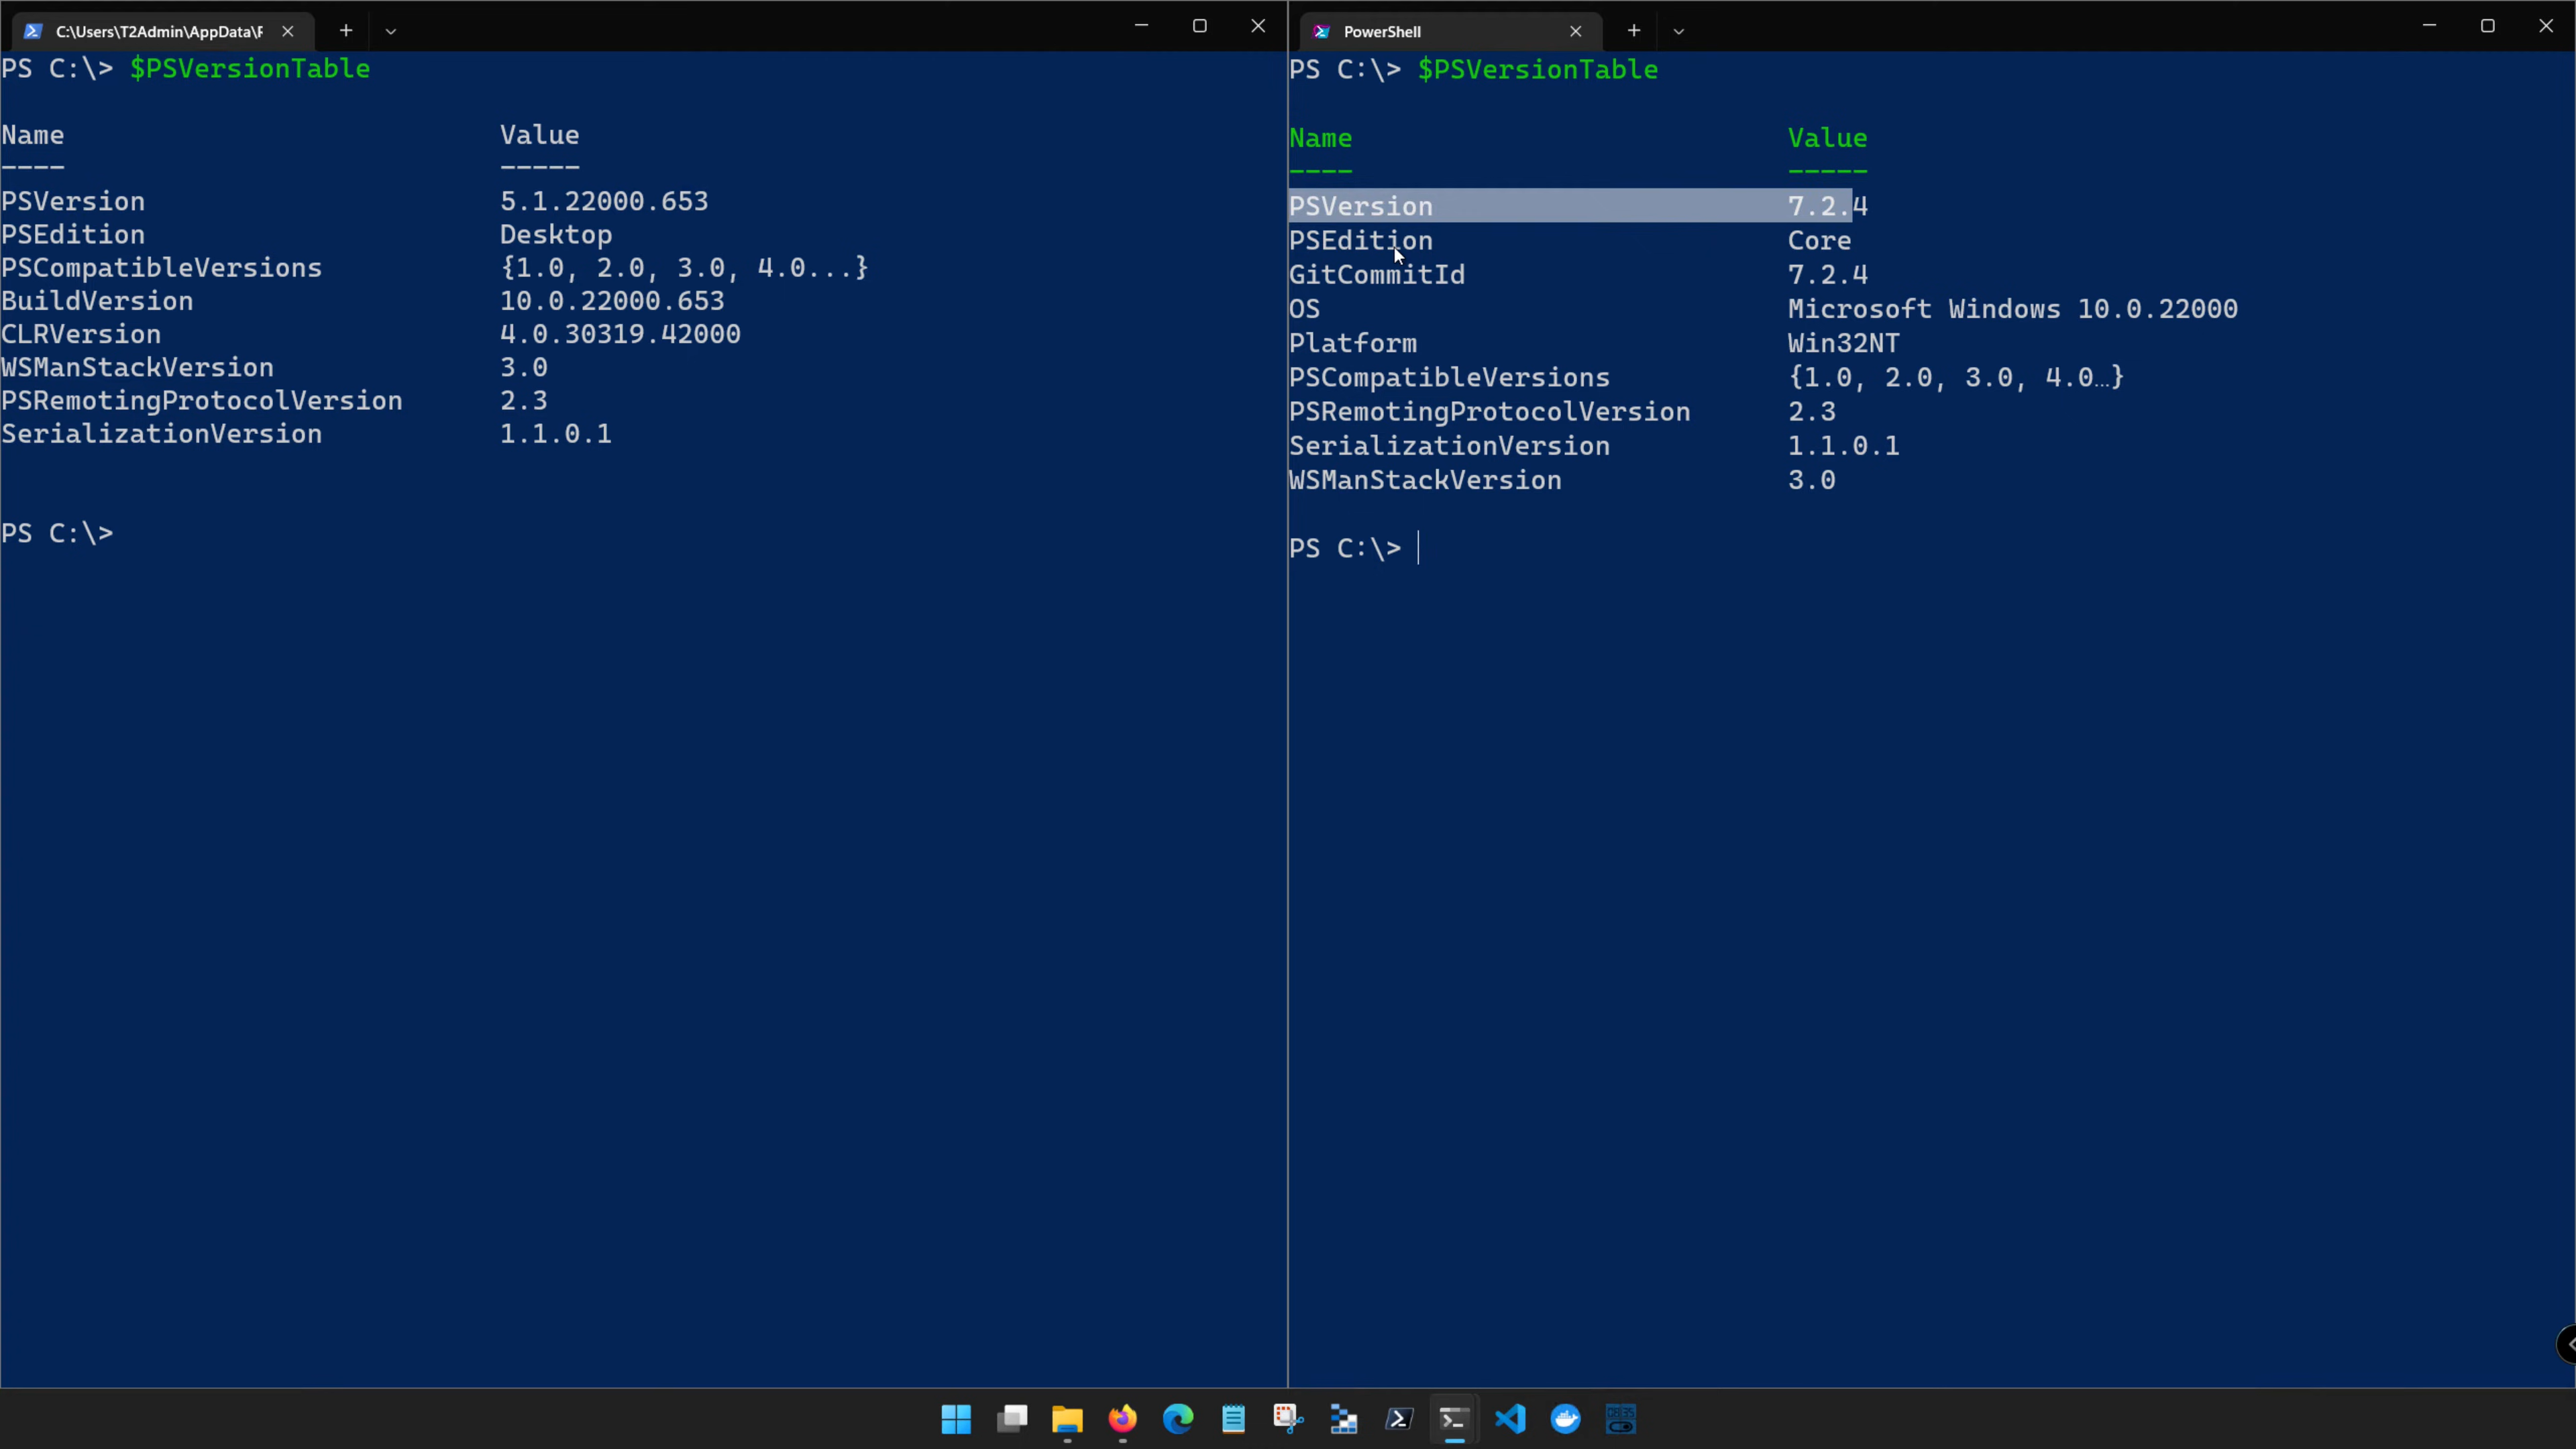 C:\Users\T2Admin\AppData\F
PS C:\> $PSVersionTable
Name Value
---- -----
PSVersion 5.1.22000.653
PSEdition Desktop
PSCompatibleVersions {1.0, 2.0, 3.0, 4.0...}
BuildVersion 10.0.22000.653
CLRVersion 4.0.30319.42000
WSManStackVersion 3.0
PSRemotingProtocolVersion 2.3
SerializationVersion 1.1.0.1
PS C:\>
PowerShell
PS C:\> $PSVersionTable
Name Value
---- -----
PSVersion 7.2.4
PSEdition Core
GitCommitId 7.2.4
OS Microsoft Windows 10.0.22000
Platform Win32NT
PSCompatibleVersions {1.0, 2.0, 3.0, 4.0…}
PSRemotingProtocolVersion 2.3
SerializationVersion 1.1.0.1
WSManStackVersion 3.0
PS C:\>